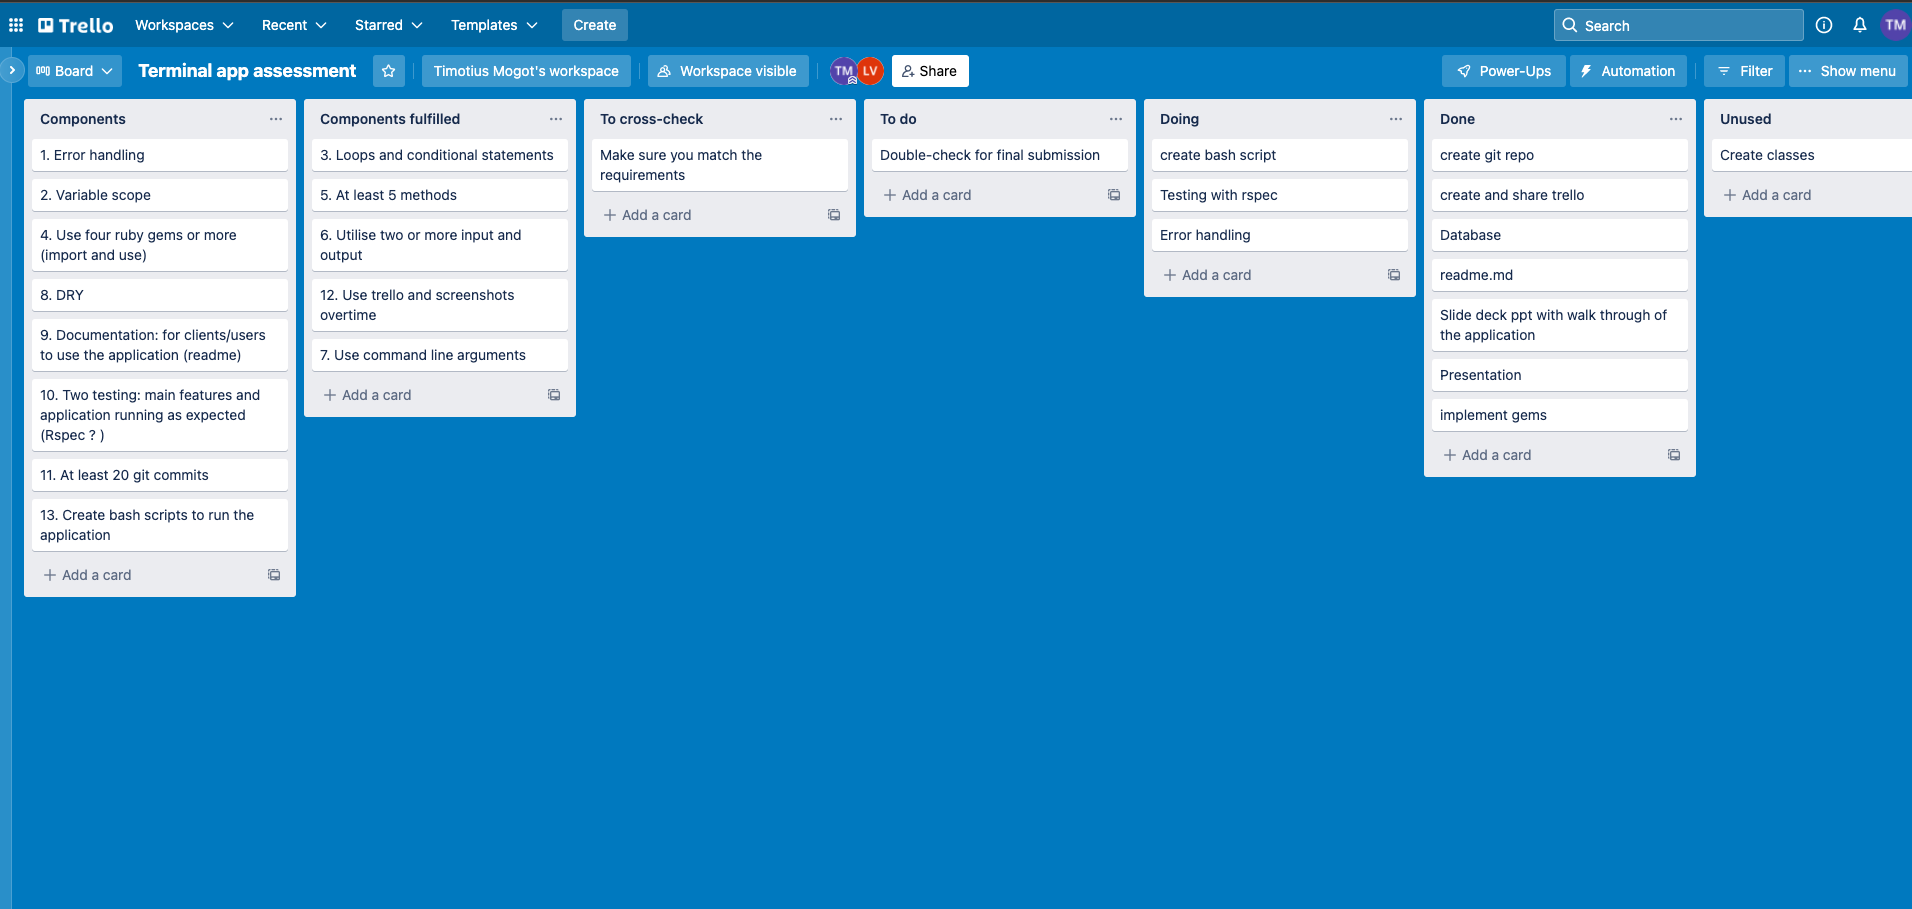 Trello
Workspaces
Recent
Starred
Templates
Create
Search
TM
Board
Terminal app assessment
Timotius Mogot's workspace
Workspace visible
TM
LV
Share
Power-Ups
Automation
Filter
Show menu
Components
1. Error handling
2. Variable scope
4. Use four ruby gems or more
(import and use)
8. DRY
9. Documentation: for clients/users
to use the application (readme)
10. Two testing: main features and
application running as expected
(Rspec ? )
11. At least 20 git commits
13. Create bash scripts to run the
application
Add a card
Components fulfilled
3. Loops and conditional statements
5. At least 5 methods
6. Utilise two or more input and
output
12. Use trello and screenshots
overtime
7. Use command line arguments
Add a card
To cross-check
Make sure you match the
requirements
Add a card
To do
Double-check for final submission
Add a card
Doing
create bash script
Testing with rspec
Error handling
Add a card
Done
create git repo
create and share trello
Database
readme.md
Slide deck ppt with walk through of
the application
Presentation
implement gems
Add a card
Unused
Create classes
Add a card